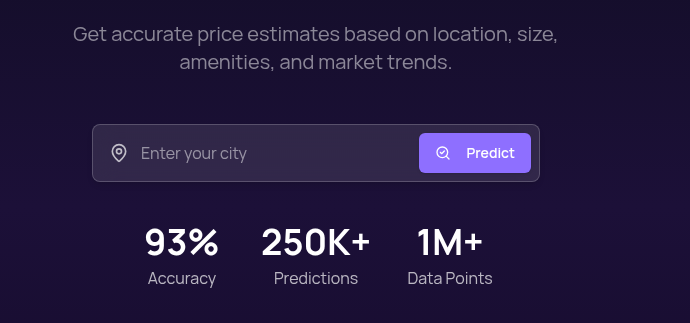 Get accurate price estimates based on location, size,
amenities, and market trends.
Enter your city
Predict
93%
250K+
1M+
Accuracy
Predictions
Data Points